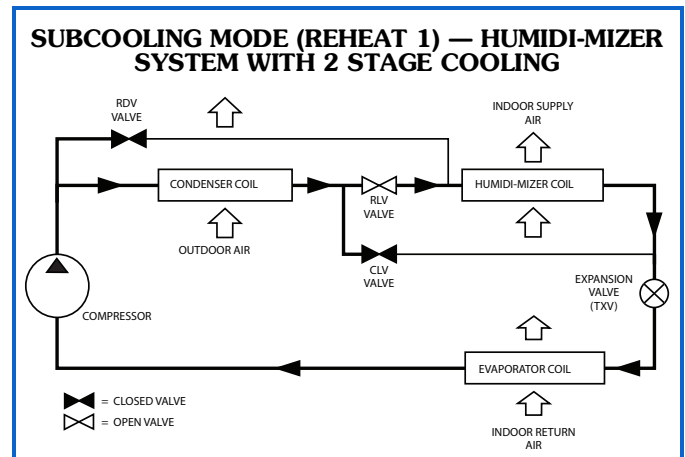 SUBCOOLING MODE (REHEAT 1) — HUMIDI-MIZER
SYSTEM WITH 2 STAGE COOLING
RDV
VALVE
INDOOR SUPPLY
AIR
CONDENSER COIL
HUMIDI-MIZER COIL
RLV
VALVE
OUTDOOR AIR
CLV
VALVE
EXPANSION
VALVE
(TXV)
COMPRESSOR
EVAPORATOR COIL
= CLOSED VALVE
= OPEN VALVE
INDOOR RETURN
AIR